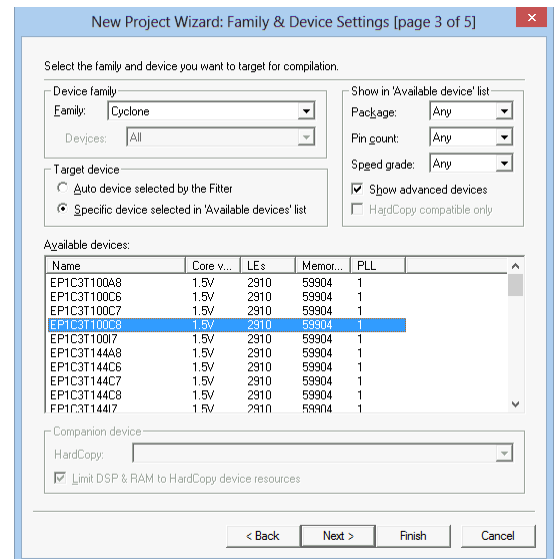 New Project Wizard: Family & Device Settings [page 3 of 5]
Select the family and device you want to target for compilation.
Device family
Family: Cyclone
Devices: All
Show in 'Available device' list
Package: Any
Pin count: Any
Speed grade: Any
Show advanced devices
HardCopy compatible only
Target device
Auto device selected by the Fitter
Specific device selected in 'Available devices' list
Available devices:
Name Core v... LEs Memor... PLL
EP1C3T100A8 1.5V 2910 59904 1
EP1C3T100C6 1.5V 2910 59904 1
EP1C3T100C7 1.5V 2910 59904 1
EP1C3T100C8 1.5V 2910 59904 1
EP1C3T100I7 1.5V 2910 59904 1
EP1C3T144A8 1.5V 2910 59904 1
EP1C3T144C6 1.5V 2910 59904 1
EP1C3T144C7 1.5V 2910 59904 1
EP1C3T144C8 1.5V 2910 59904 1
EP1C3T144I7 1.5V 2910 59904 1
Companion device
HardCopy:
Limit DSP & RAM to HardCopy device resources
< Back Next > Finish Cancel